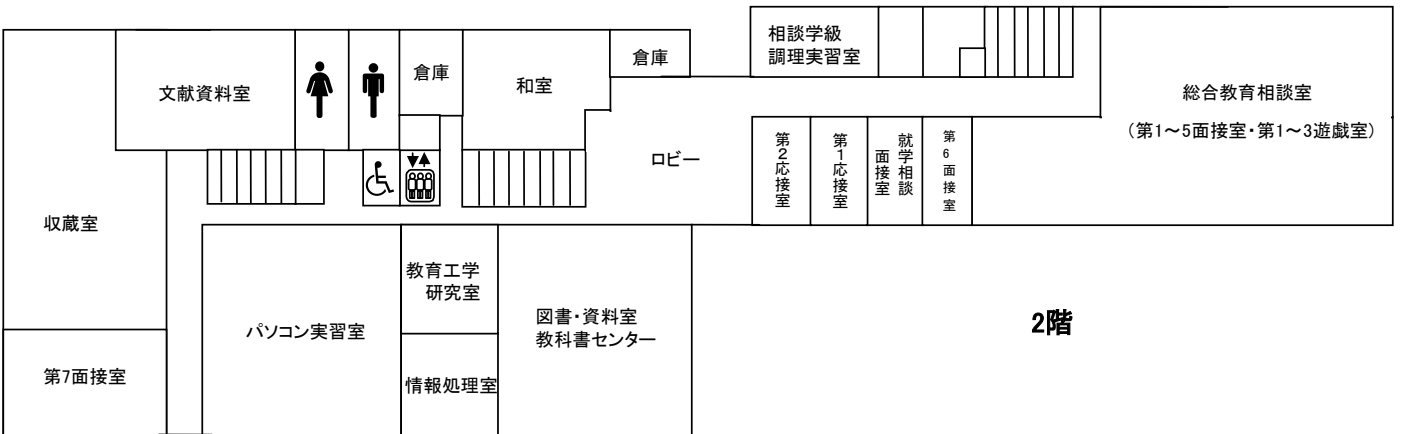 相談学級
調理実習室
倉庫
倉庫
和室
文献資料室
総合教育相談室
（第1～5面接室・第1～3遊戯室）
ロビー
第2応接室
第1応接室
就学相談
面接室
第6面接室
収蔵室
教育工学
研究室
パソコン実習室
図書・資料室
教科書センター
2階
第7面接室
情報処理室